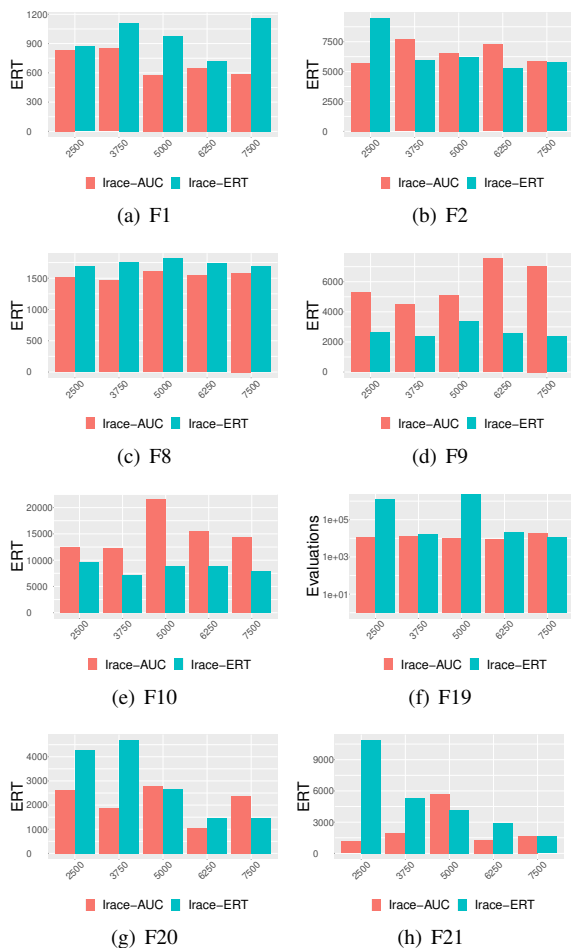 1200
900
600
300
0
ERT
2500 3750 5000 6250 7500
Irace-AUC Irace-ERT
(a) F1
7500
5000
2500
0
ERT
2500 3750 5000 6250 7500
Irace-AUC Irace-ERT
(b) F2
1500
1000
500
0
ERT
2500 3750 5000 6250 7500
Irace-AUC Irace-ERT
(c) F8
6000
4000
2000
0
ERT
2500 3750 5000 6250 7500
Irace-AUC Irace-ERT
(d) F9
20000
15000
10000
5000
0
ERT
2500 3750 5000 6250 7500
Irace-AUC Irace-ERT
(e) F10
1e+05
1e+03
1e+01
Evaluations
2500 3750 5000 6250 7500
Irace-AUC Irace-ERT
(f) F19
4000
3000
2000
1000
0
ERT
2500 3750 5000 6250 7500
Irace-AUC Irace-ERT
(g) F20
9000
6000
3000
0
ERT
2500 3750 5000 6250 7500
Irace-AUC Irace-ERT
(h) F21